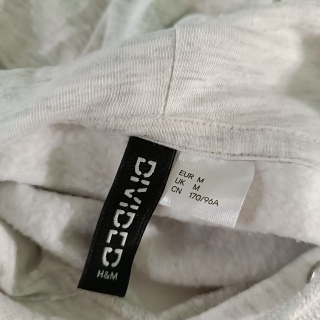 DIVIDED
H&M
EUR M
UK M
CN 170/96A